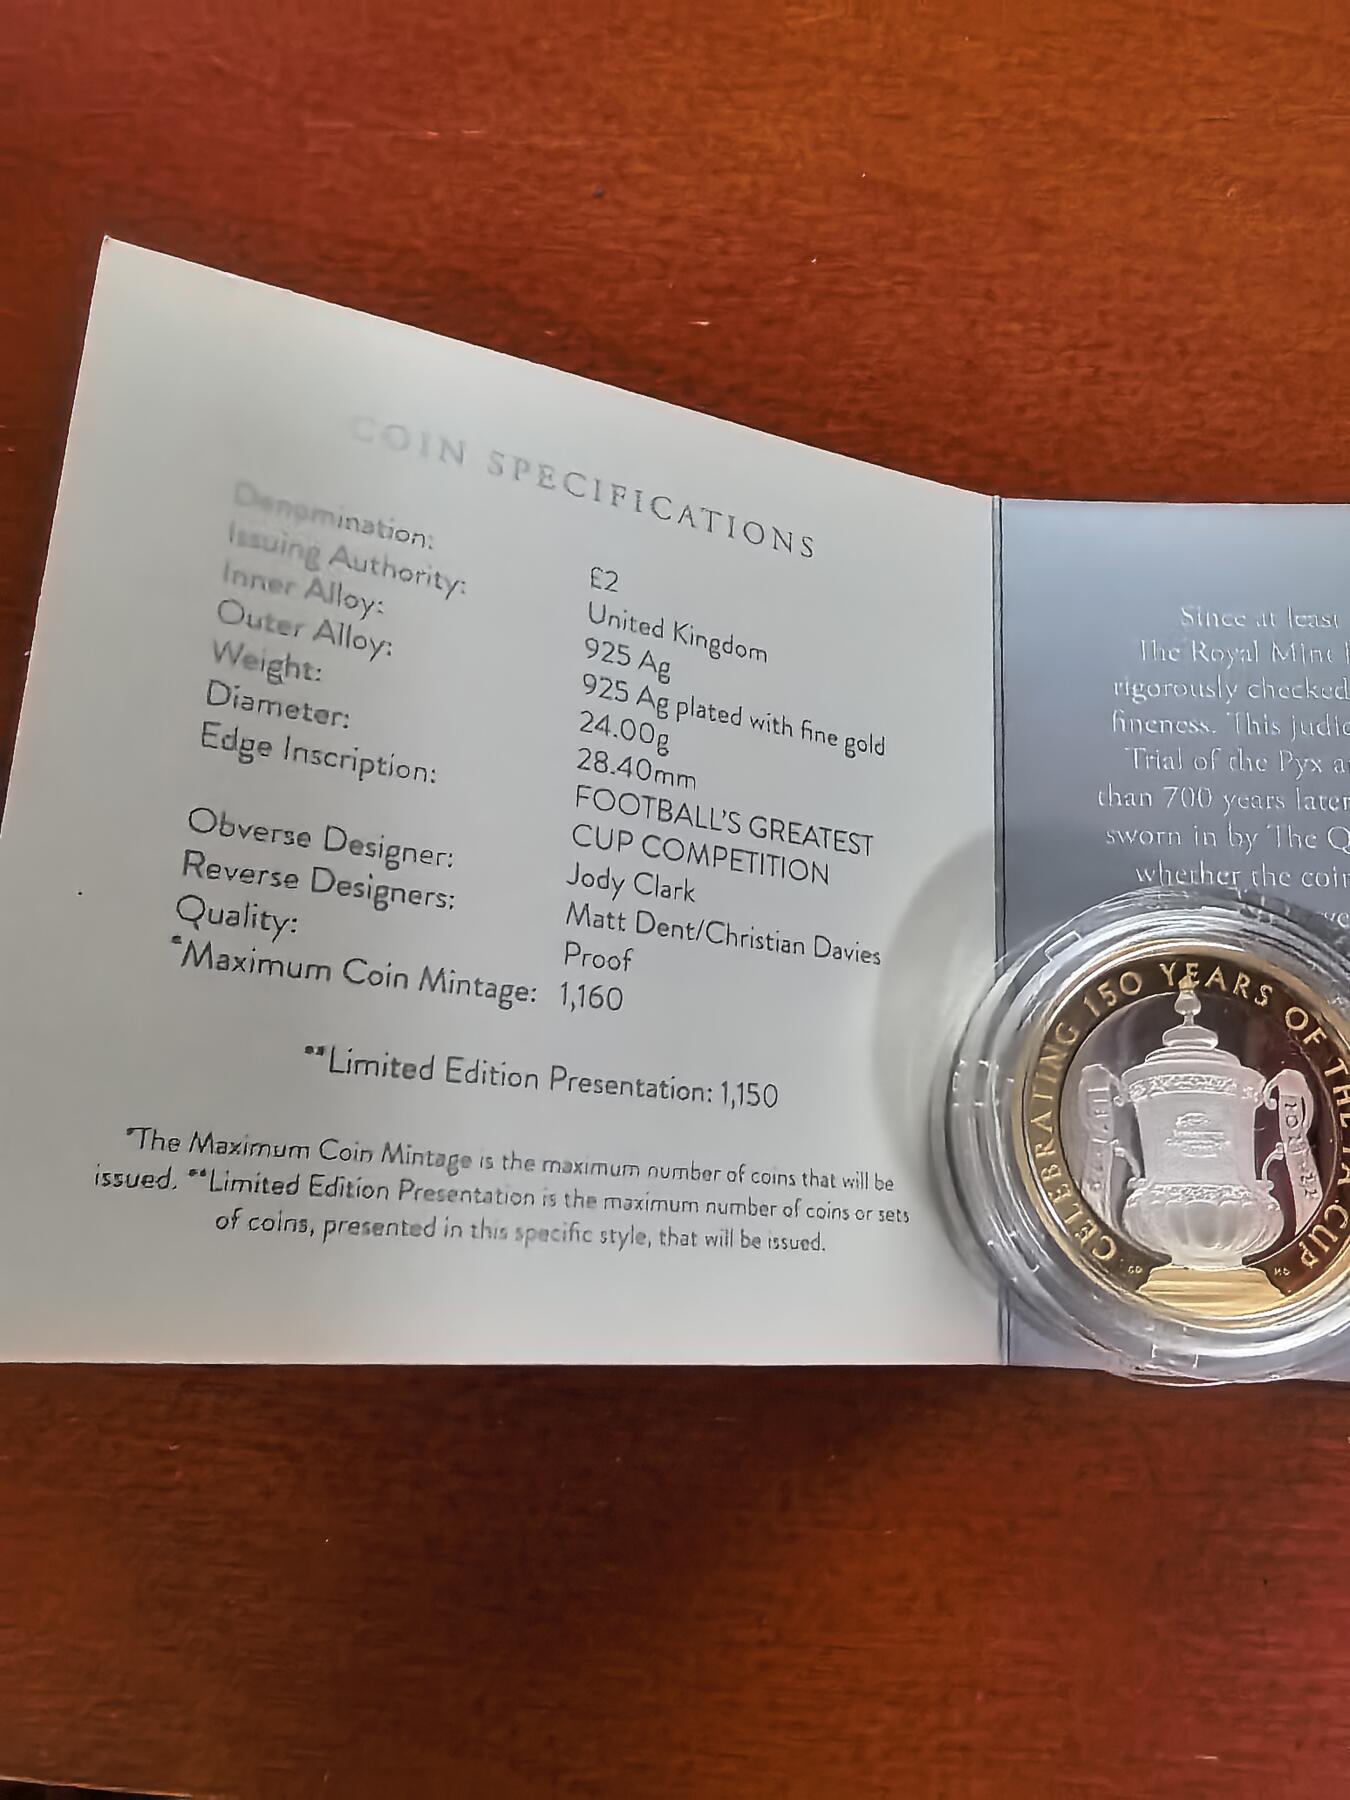 COIN SPECIFICATIONS
Denomination: £2
Issuing Authority: United Kingdom
Inner Alloy: 925 Ag
Outer Alloy: 925 Ag plated with fine gold
Weight: 24.00g
Diameter: 28.40mm
Edge Inscription: FOOTBALL'S GREATEST
CUP COMPETITION
Obverse Designer: Jody Clark
Reverse Designers: Matt Dent/Christian Davies
Quality: Proof
*Maximum Coin Mintage: 1,160
**Limited Edition Presentation: 1,150
*The Maximum Coin Mintage is the maximum number of coins that will be
issued. **Limited Edition Presentation is the maximum number of coins or sets
of coins, presented in this specific style, that will be issued.
Since at least
The Royal Mint
rigorously checked
fineness. This
Trial of the Pyx
than 700 years later
sworn in by The
whether the
CELEBRATING 150 YEARS OF THE FA CUP